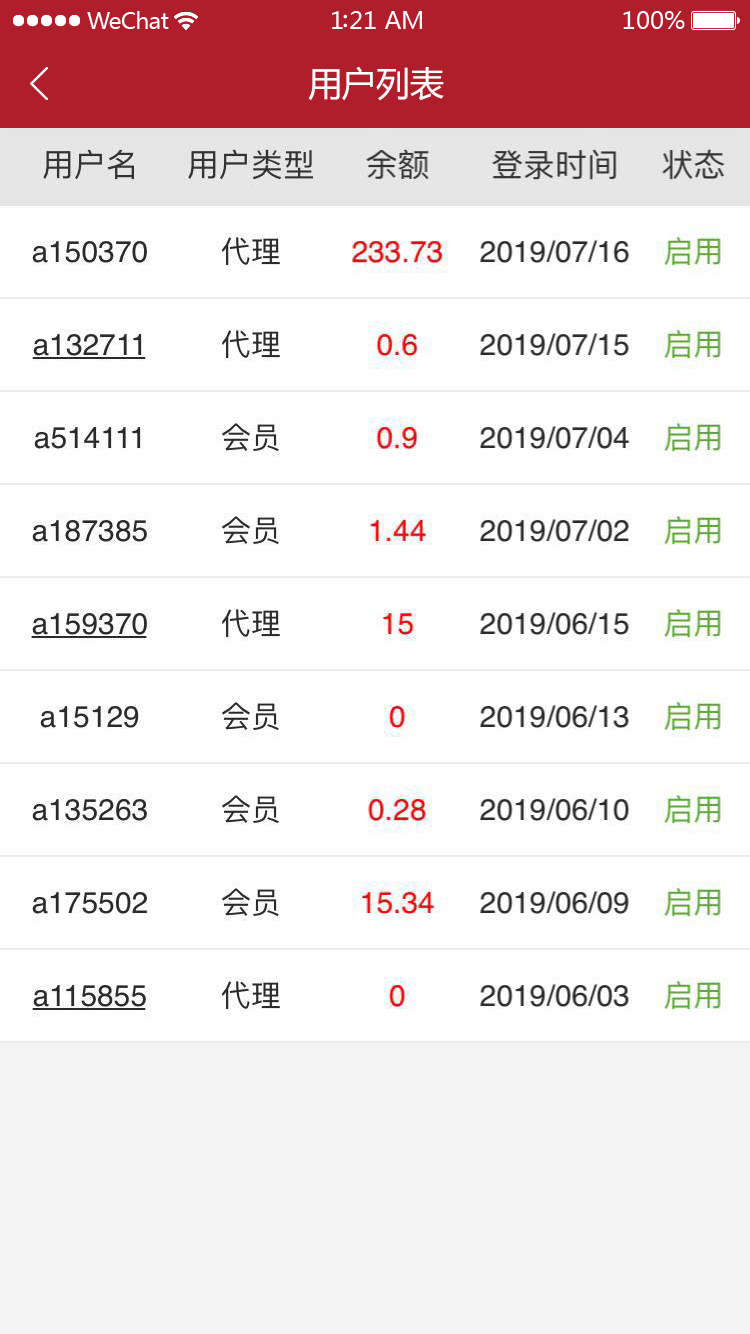 WeChat 1:21 AM 100%
用户列表
用户名 用户类型 余额 登录时间 状态
a150370 代理 233.73 2019/07/16 启用
a132711 代理 0.6 2019/07/15 启用
a514111 会员 0.9 2019/07/04 启用
a187385 会员 1.44 2019/07/02 启用
a159370 代理 15 2019/06/15 启用
a15129 会员 0 2019/06/13 启用
a135263 会员 0.28 2019/06/10 启用
a175502 会员 15.34 2019/06/09 启用
a115855 代理 0 2019/06/03 启用